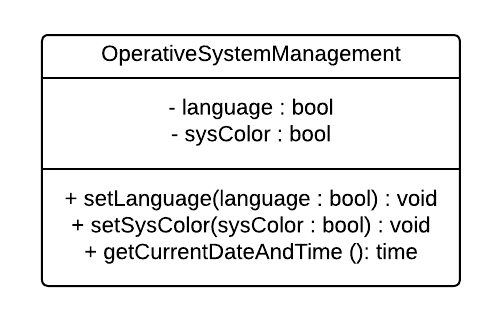 OperativeSystemManagement
- language : bool
- sysColor : bool
+ setLanguage(language : bool) : void
+ setSysColor(sysColor : bool) : void
+ getCurrentDateAndTime (): time